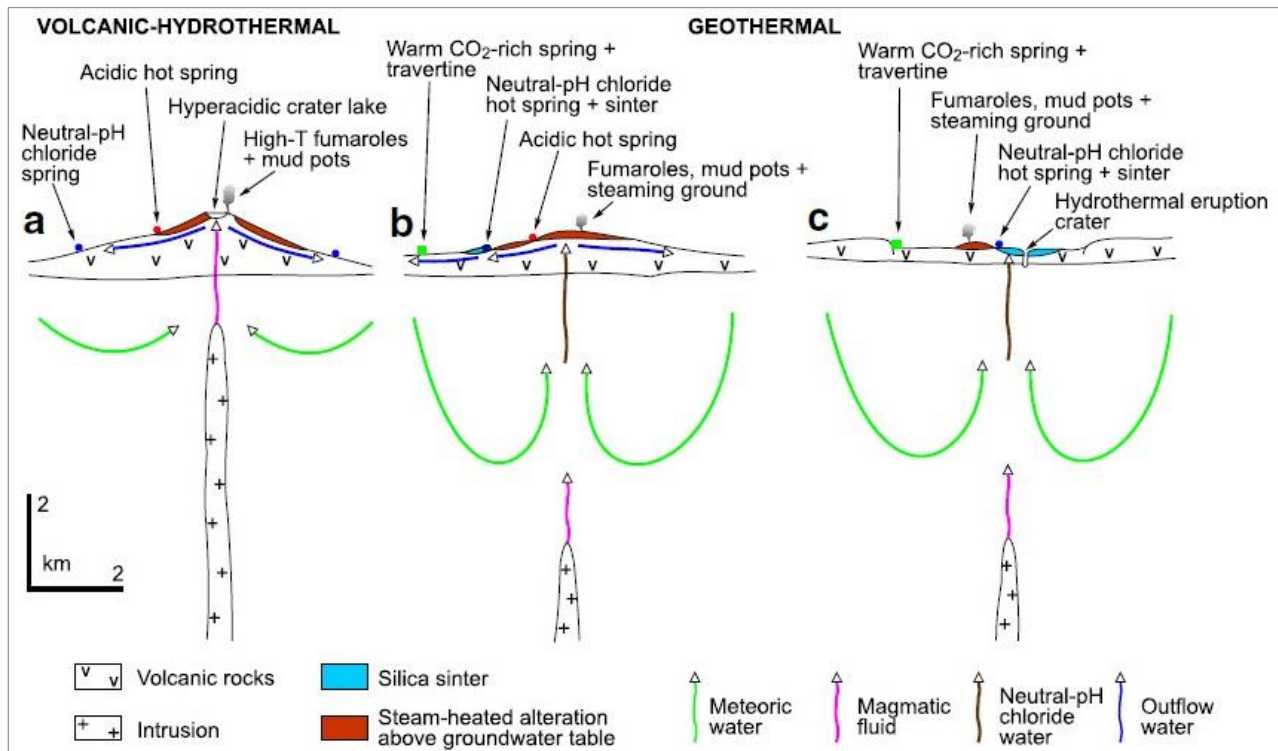 VOLCANIC-HYDROTHERMAL
GEOTHERMAL
a
Neutral-pH
chloride
spring
Acidic hot spring
Hyperacidic crater lake
High-T fumaroles
+ mud pots
b
Warm CO₂-rich spring +
travertine
Neutral-pH chloride
hot spring + sinter
Acidic hot spring
Fumaroles, mud pots +
steaming ground
c
Warm CO₂-rich spring +
travertine
Fumaroles, mud pots +
steaming ground
Neutral-pH chloride
hot spring + sinter
Hydrothermal eruption
crater
2
km
2
Volcanic rocks
Intrusion
Silica sinter
Steam-heated alteration
above groundwater table
Meteoric
water
Magmatic
fluid
Neutral-pH
chloride
water
Outflow
water